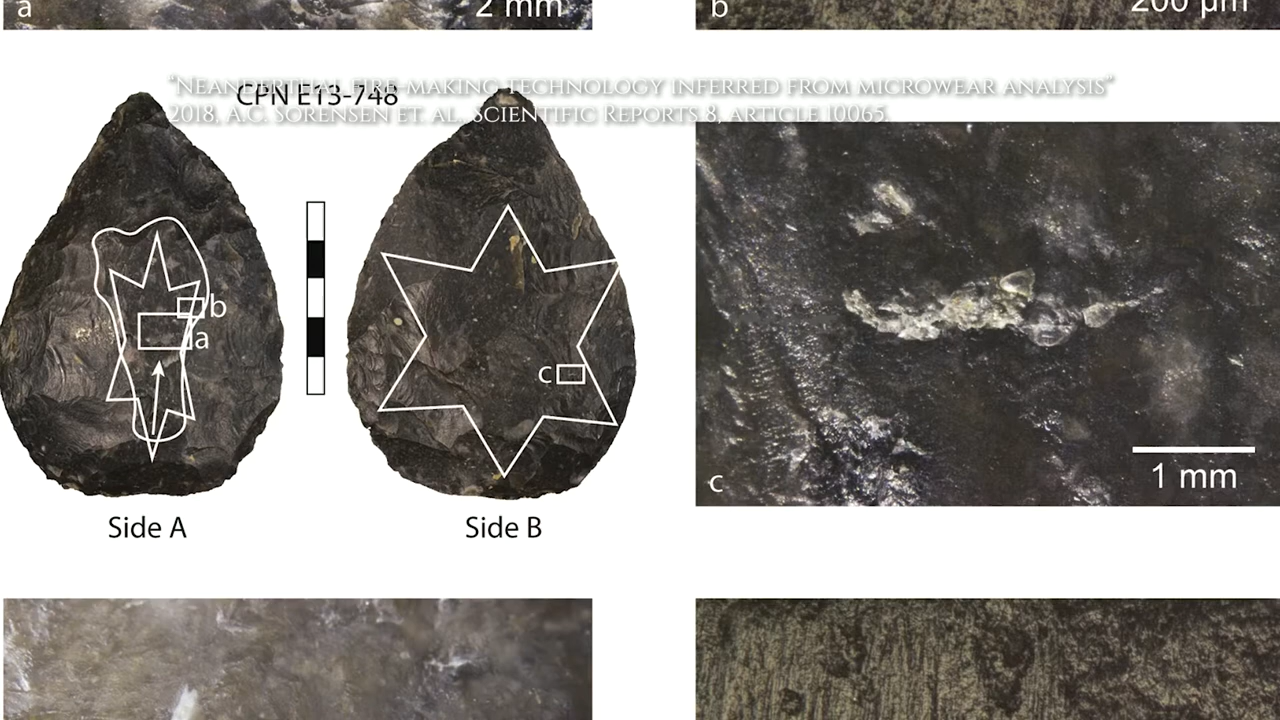 a
2 mm
b
200 µm
"Neanderthal fire-making technology inferred from microwear analysis"
CPN E13-748
2018, A.C. Sorensen et. al., Scientific Reports 8, article 10065.
b
a
c
c
1 mm
Side A
Side B